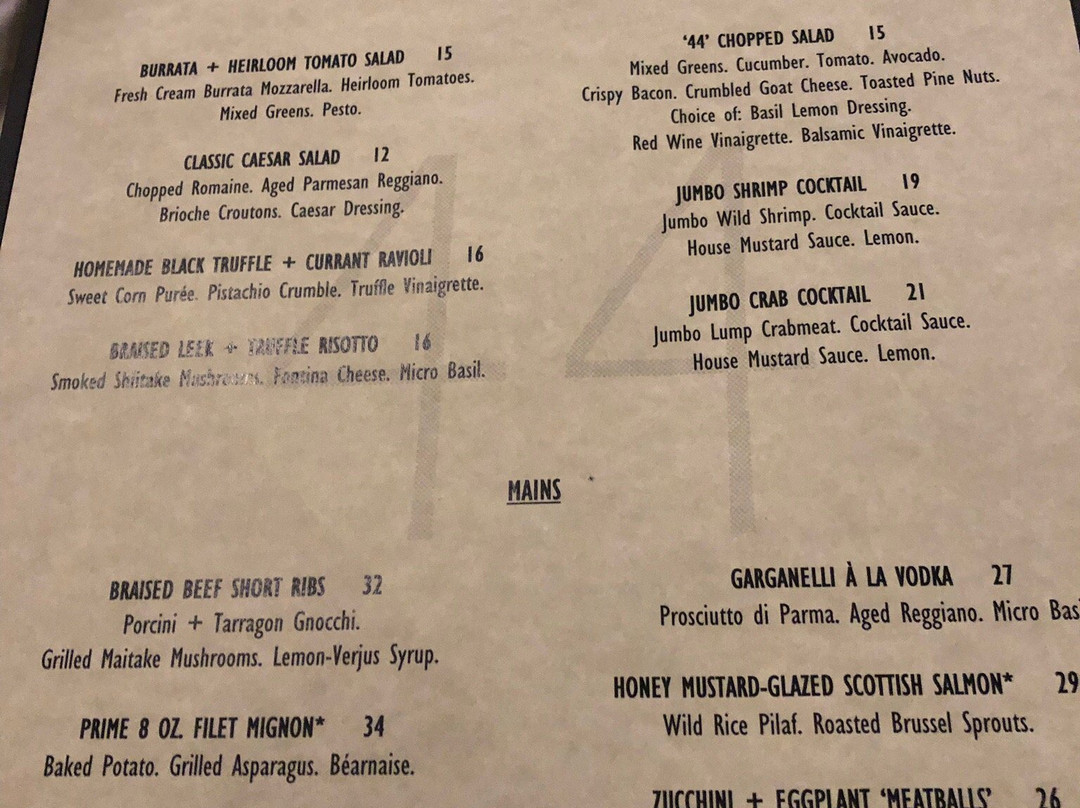 BURRATA + HEIRLOOM TOMATO SALAD 15
Fresh Cream Burrata Mozzarella. Heirloom Tomatoes.
Mixed Greens. Pesto.
CLASSIC CAESAR SALAD 12
Chopped Romaine. Aged Parmesan Reggiano.
Brioche Croutons. Caesar Dressing.
HOMEMADE BLACK TRUFFLE + CURRANT RAVIOLI 16
Sweet Corn Purée. Pistachio Crumble. Truffle Vinaigrette.
BRAISED LEEK + TRUFFLE RISOTTO 16
Smoked Shiitake Mushrooms. Fontina Cheese. Micro Basil.
'44' CHOPPED SALAD 15
Mixed Greens. Cucumber. Tomato. Avocado.
Crispy Bacon. Crumbled Goat Cheese. Toasted Pine Nuts.
Choice of: Basil Lemon Dressing.
Red Wine Vinaigrette. Balsamic Vinaigrette.
JUMBO SHRIMP COCKTAIL 19
Jumbo Wild Shrimp. Cocktail Sauce.
House Mustard Sauce. Lemon.
JUMBO CRAB COCKTAIL 21
Jumbo Lump Crabmeat. Cocktail Sauce.
House Mustard Sauce. Lemon.
44
MAINS
BRAISED BEEF SHORT RIBS 32
Porcini + Tarragon Gnocchi.
Grilled Maitake Mushrooms. Lemon-Verjus Syrup.
PRIME 8 OZ. FILET MIGNON* 34
Baked Potato. Grilled Asparagus. Béarnaise.
GARGANELLI À LA VODKA 27
Prosciutto di Parma. Aged Reggiano. Micro Bas
HONEY MUSTARD-GLAZED SCOTTISH SALMON* 29
Wild Rice Pilaf. Roasted Brussel Sprouts.
ZUCCHINI + EGGPLANT 'MEATBALLS' 26